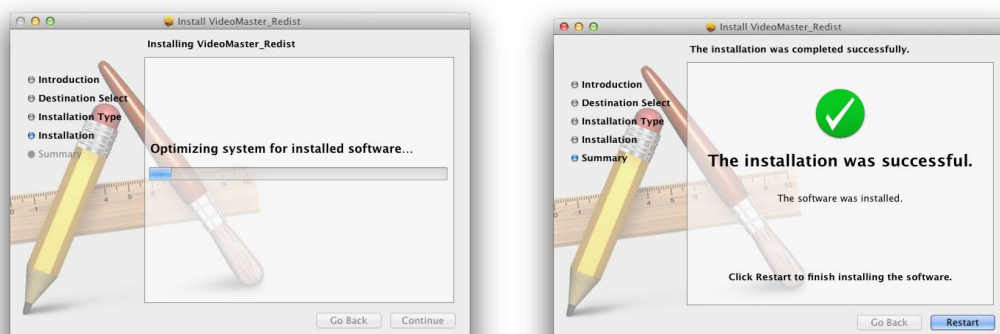 Install VideoMaster_Redist
Installing VideoMaster_Redist
Introduction
Destination Select
Installation Type
Installation
Summary
Optimizing system for installed software...
Go Back
Continue
Install VideoMaster_Redist
The installation was completed successfully.
Introduction
Destination Select
Installation Type
Installation
Summary
The installation was successful.
The software was installed.
Click Restart to finish installing the software.
Go Back
Restart